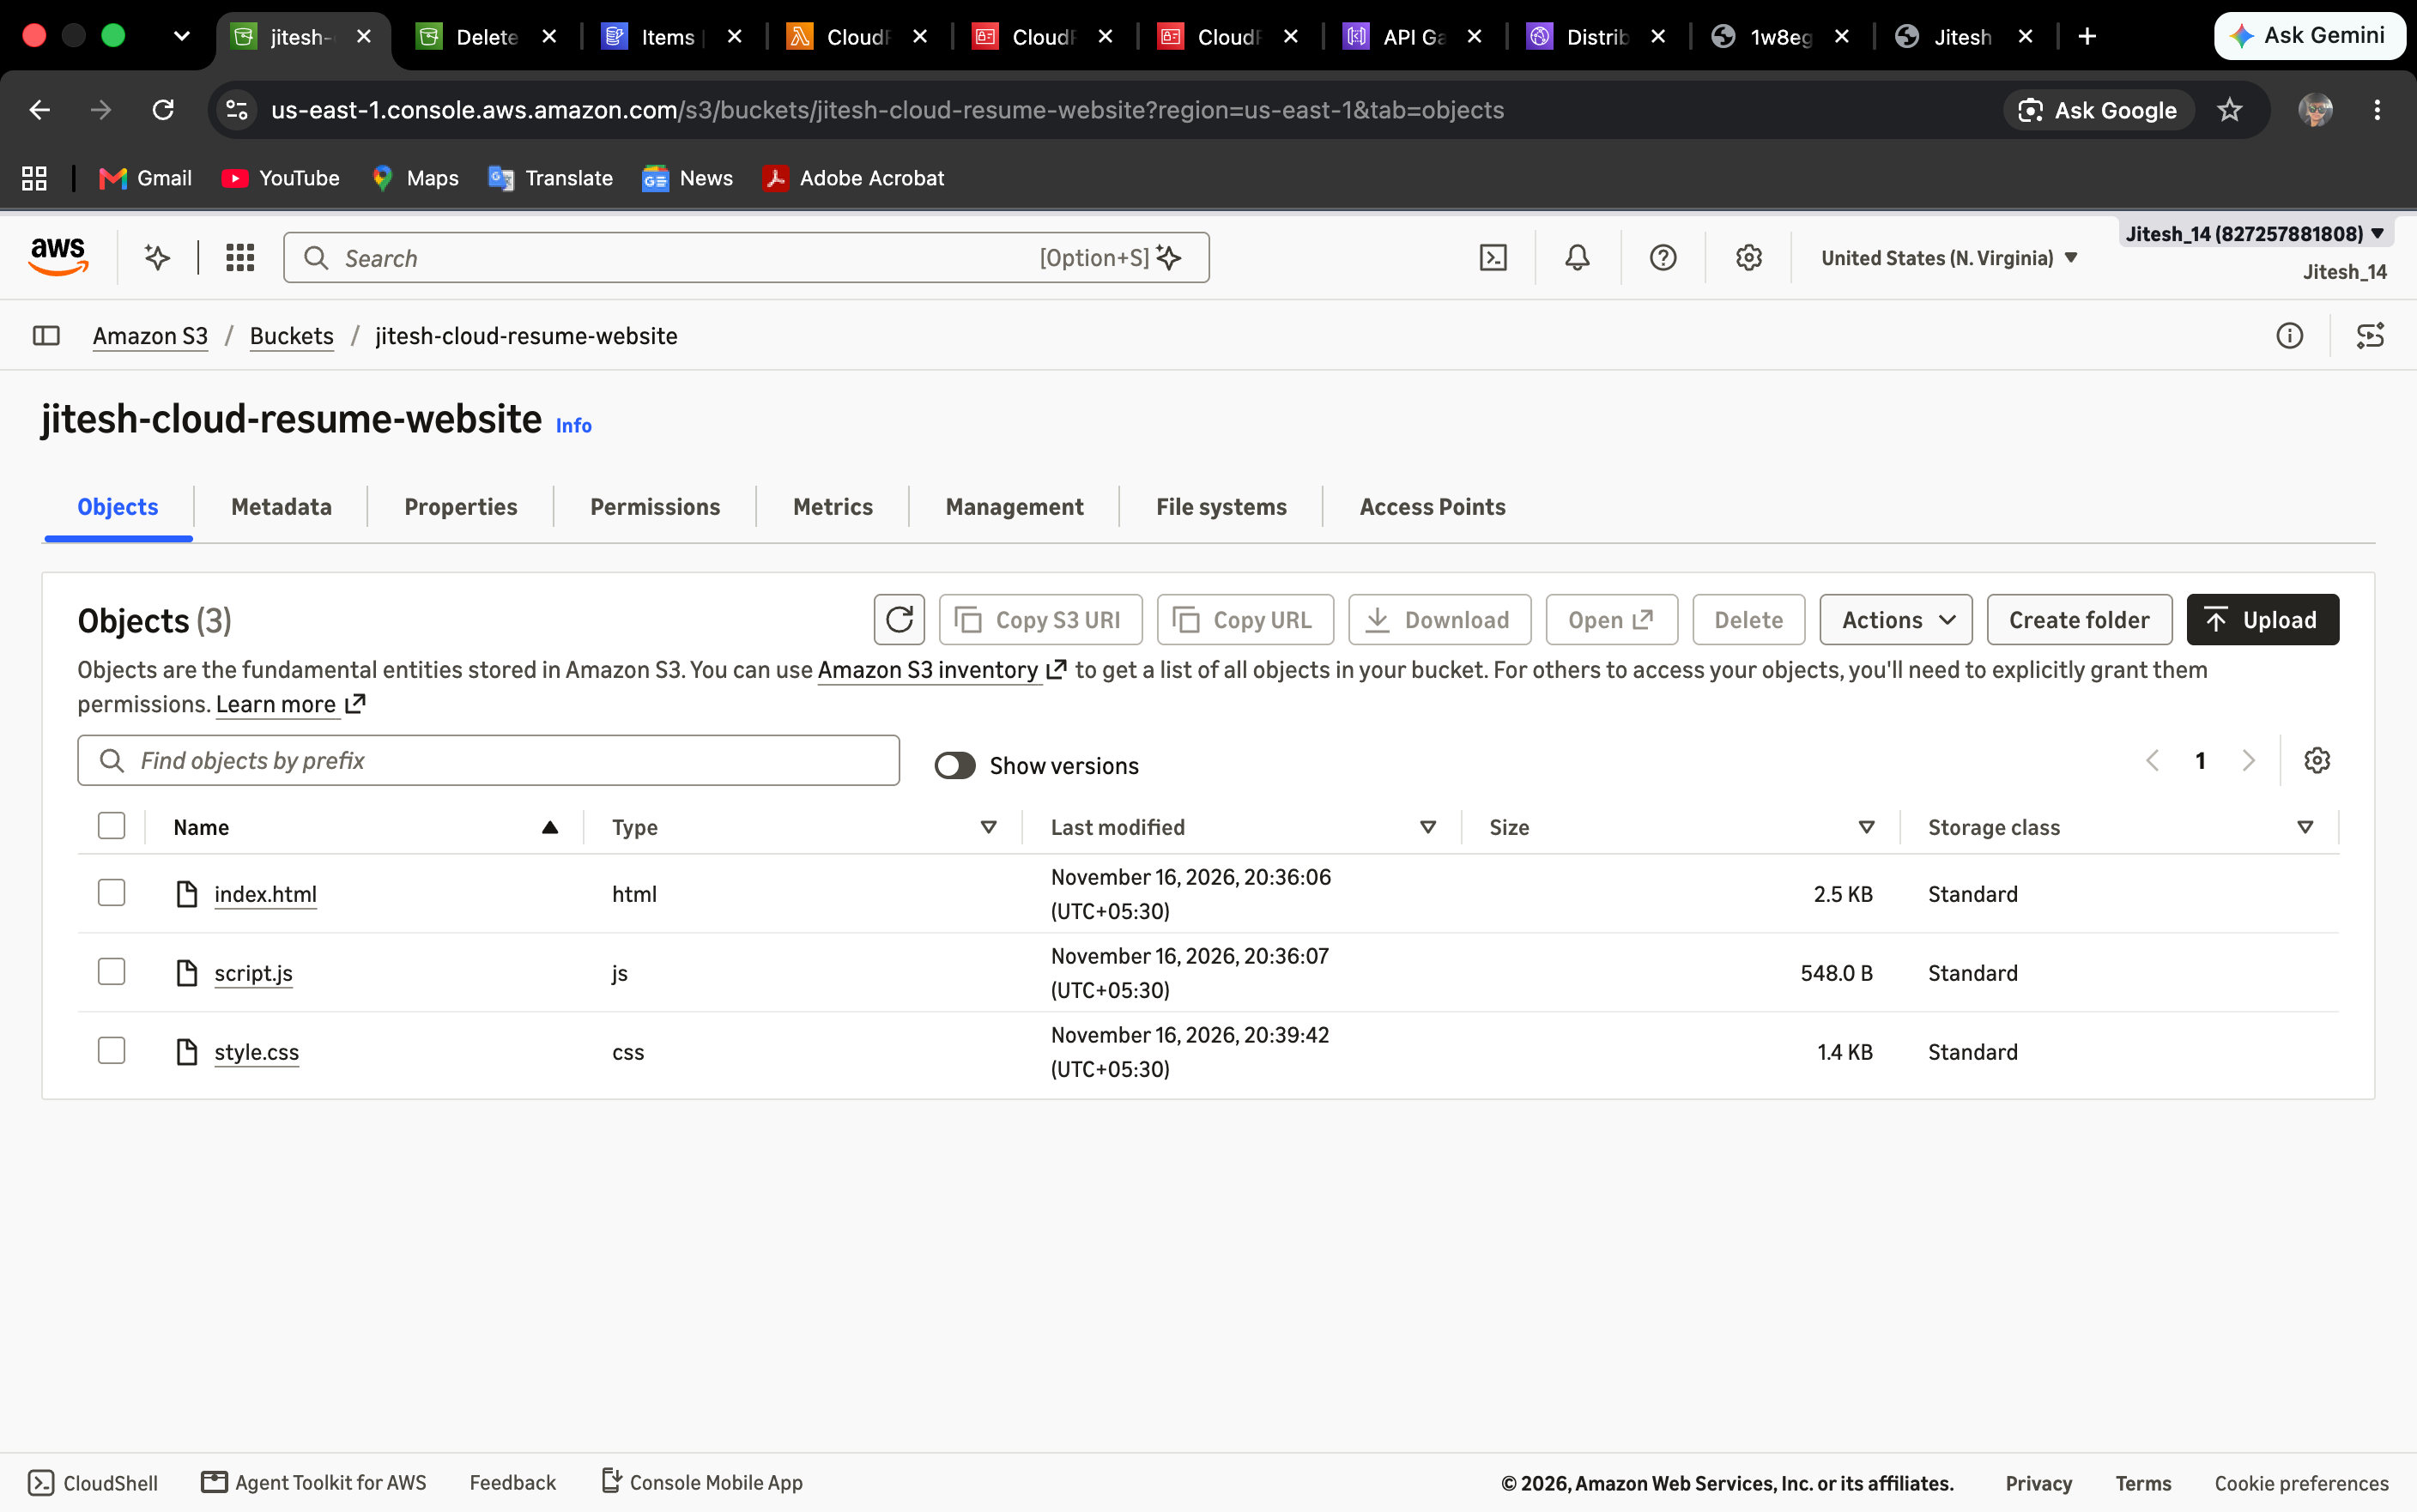 jitesh-
Delete
Items
CloudF
CloudF
CloudF
API Ga
Distrib
1w8eg
Jitesh
Ask Gemini
us-east-1.console.aws.amazon.com/s3/buckets/jitesh-cloud-resume-website?region=us-east-1&tab=objects
Ask Google
Gmail
YouTube
Maps
Translate
News
Adobe Acrobat
aws
Search
[Option+S]
United States (N. Virginia)
Jitesh_14 (827257881808)
Jitesh_14
Amazon S3 / Buckets / jitesh-cloud-resume-website
jitesh-cloud-resume-website Info
Objects
Metadata
Properties
Permissions
Metrics
Management
File systems
Access Points
Objects (3)
Copy S3 URI
Copy URL
Download
Open
Delete
Actions
Create folder
Upload
Objects are the fundamental entities stored in Amazon S3. You can use Amazon S3 inventory to get a list of all objects in your bucket. For others to access your objects, you'll need to explicitly grant them
permissions. Learn more
Find objects by prefix
Show versions
1
Name
Type
Last modified
Size
Storage class
index.html
html
November 16, 2026, 20:36:06
(UTC+05:30)
2.5 KB
Standard
script.js
js
November 16, 2026, 20:36:07
(UTC+05:30)
548.0 B
Standard
style.css
css
November 16, 2026, 20:39:42
(UTC+05:30)
1.4 KB
Standard
CloudShell
Agent Toolkit for AWS
Feedback
Console Mobile App
© 2026, Amazon Web Services, Inc. or its affiliates.
Privacy
Terms
Cookie preferences